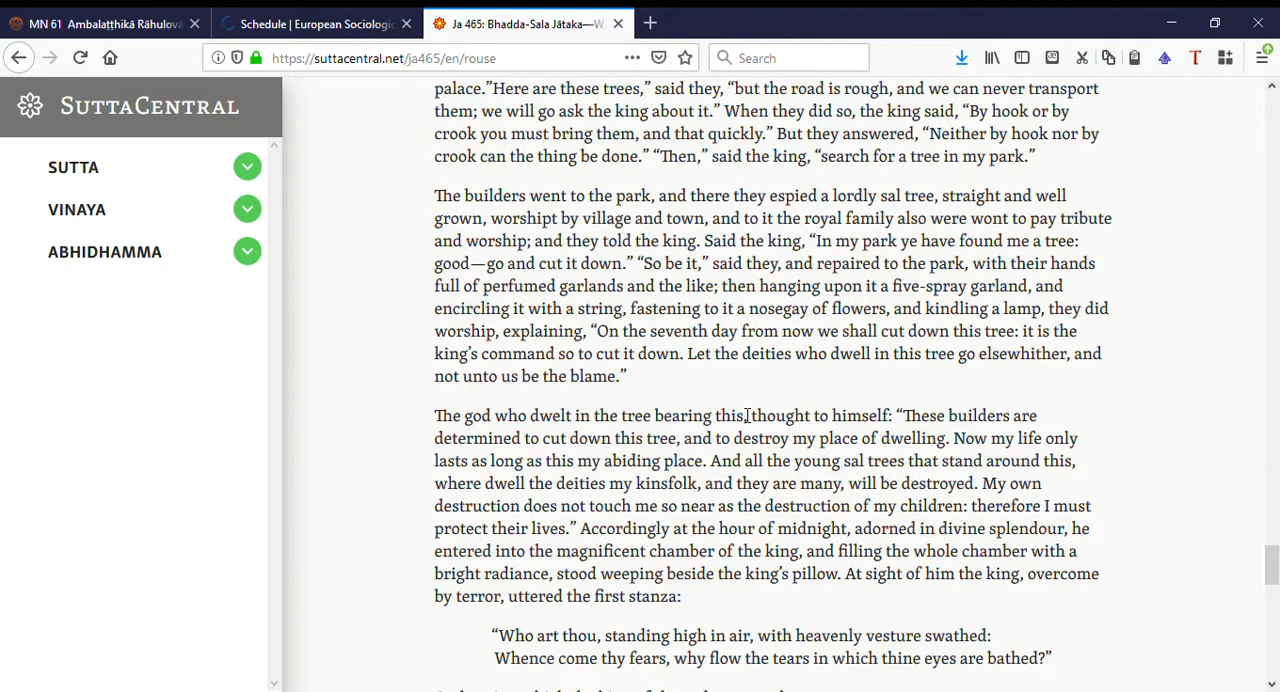 MN 61 Ambalaṭṭhikā Rāhulová
Schedule | European Sociologic
Ja 465: Bhadda-Sala Jātaka—W
https://suttacentral.net/ja465/en/rouse
Search
SUTTACENTRAL
SUTTA
VINAYA
ABHIDHAMMA
palace.”Here are these trees,” said they, “but the road is rough, and we can never transport
them; we will go ask the king about it.” When they did so, the king said, “By hook or by
crook you must bring them, and that quickly.” But they answered, “Neither by hook nor by
crook can the thing be done.” “Then,” said the king, “search for a tree in my park.”
The builders went to the park, and there they espied a lordly sal tree, straight and well
grown, worshipt by village and town, and to it the royal family also were wont to pay tribute
and worship; and they told the king. Said the king, “In my park ye have found me a tree:
good—go and cut it down.” “So be it,” said they, and repaired to the park, with their hands
full of perfumed garlands and the like; then hanging upon it a five-spray garland, and
encircling it with a string, fastening to it a nosegay of flowers, and kindling a lamp, they did
worship, explaining, “On the seventh day from now we shall cut down this tree: it is the
king’s command so to cut it down. Let the deities who dwell in this tree go elsewhither, and
not unto us be the blame.”
The god who dwelt in the tree bearing this, thought to himself: “These builders are
determined to cut down this tree, and to destroy my place of dwelling. Now my life only
lasts as long as this my abiding place. And all the young sal trees that stand around this,
where dwell the deities my kinsfolk, and they are many, will be destroyed. My own
destruction does not touch me so near as the destruction of my children: therefore I must
protect their lives.” Accordingly at the hour of midnight, adorned in divine splendour, he
entered into the magnificent chamber of the king, and filling the whole chamber with a
bright radiance, stood weeping beside the king’s pillow. At sight of him the king, overcome
by terror, uttered the first stanza:
“Who art thou, standing high in air, with heavenly vesture swathed:
Whence come thy fears, why flow the tears in which thine eyes are bathed?”